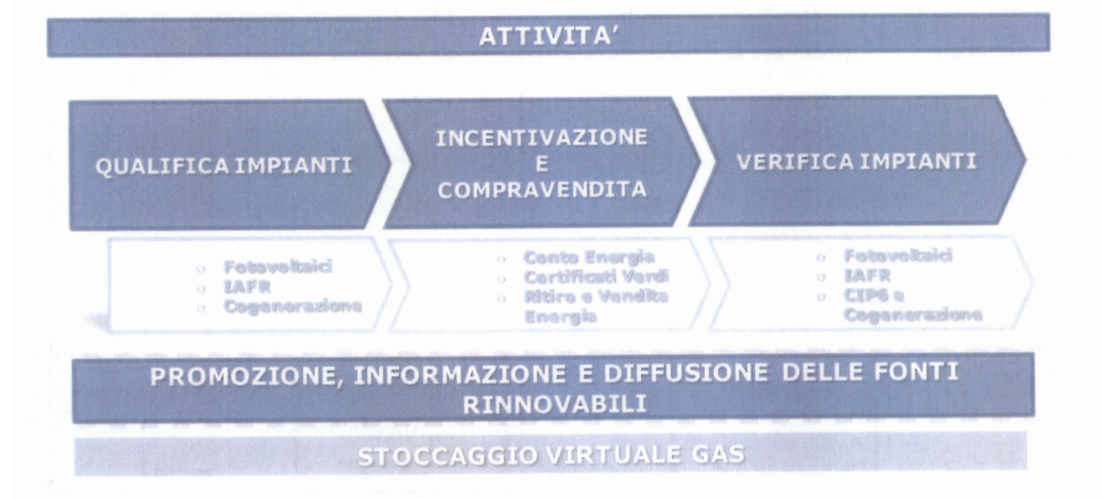 ATTIVITA’
QUALIFICA IMPIANTI
INCENTIVAZIONE
E
COMPRAVENDITA
VERIFICA IMPIANTI
o Fotovoltaici
o IAFR
o Cogenerazione
o Conto Energia
o Certificati Verdi
o Ritiro e Vendita
Energia
o Fotovoltaici
o IAFR
o CIP6 e
Cogenerazione
PROMOZIONE, INFORMAZIONE E DIFFUSIONE DELLE FONTI
RINNOVABILI
STOCCAGGIO VIRTUALE GAS